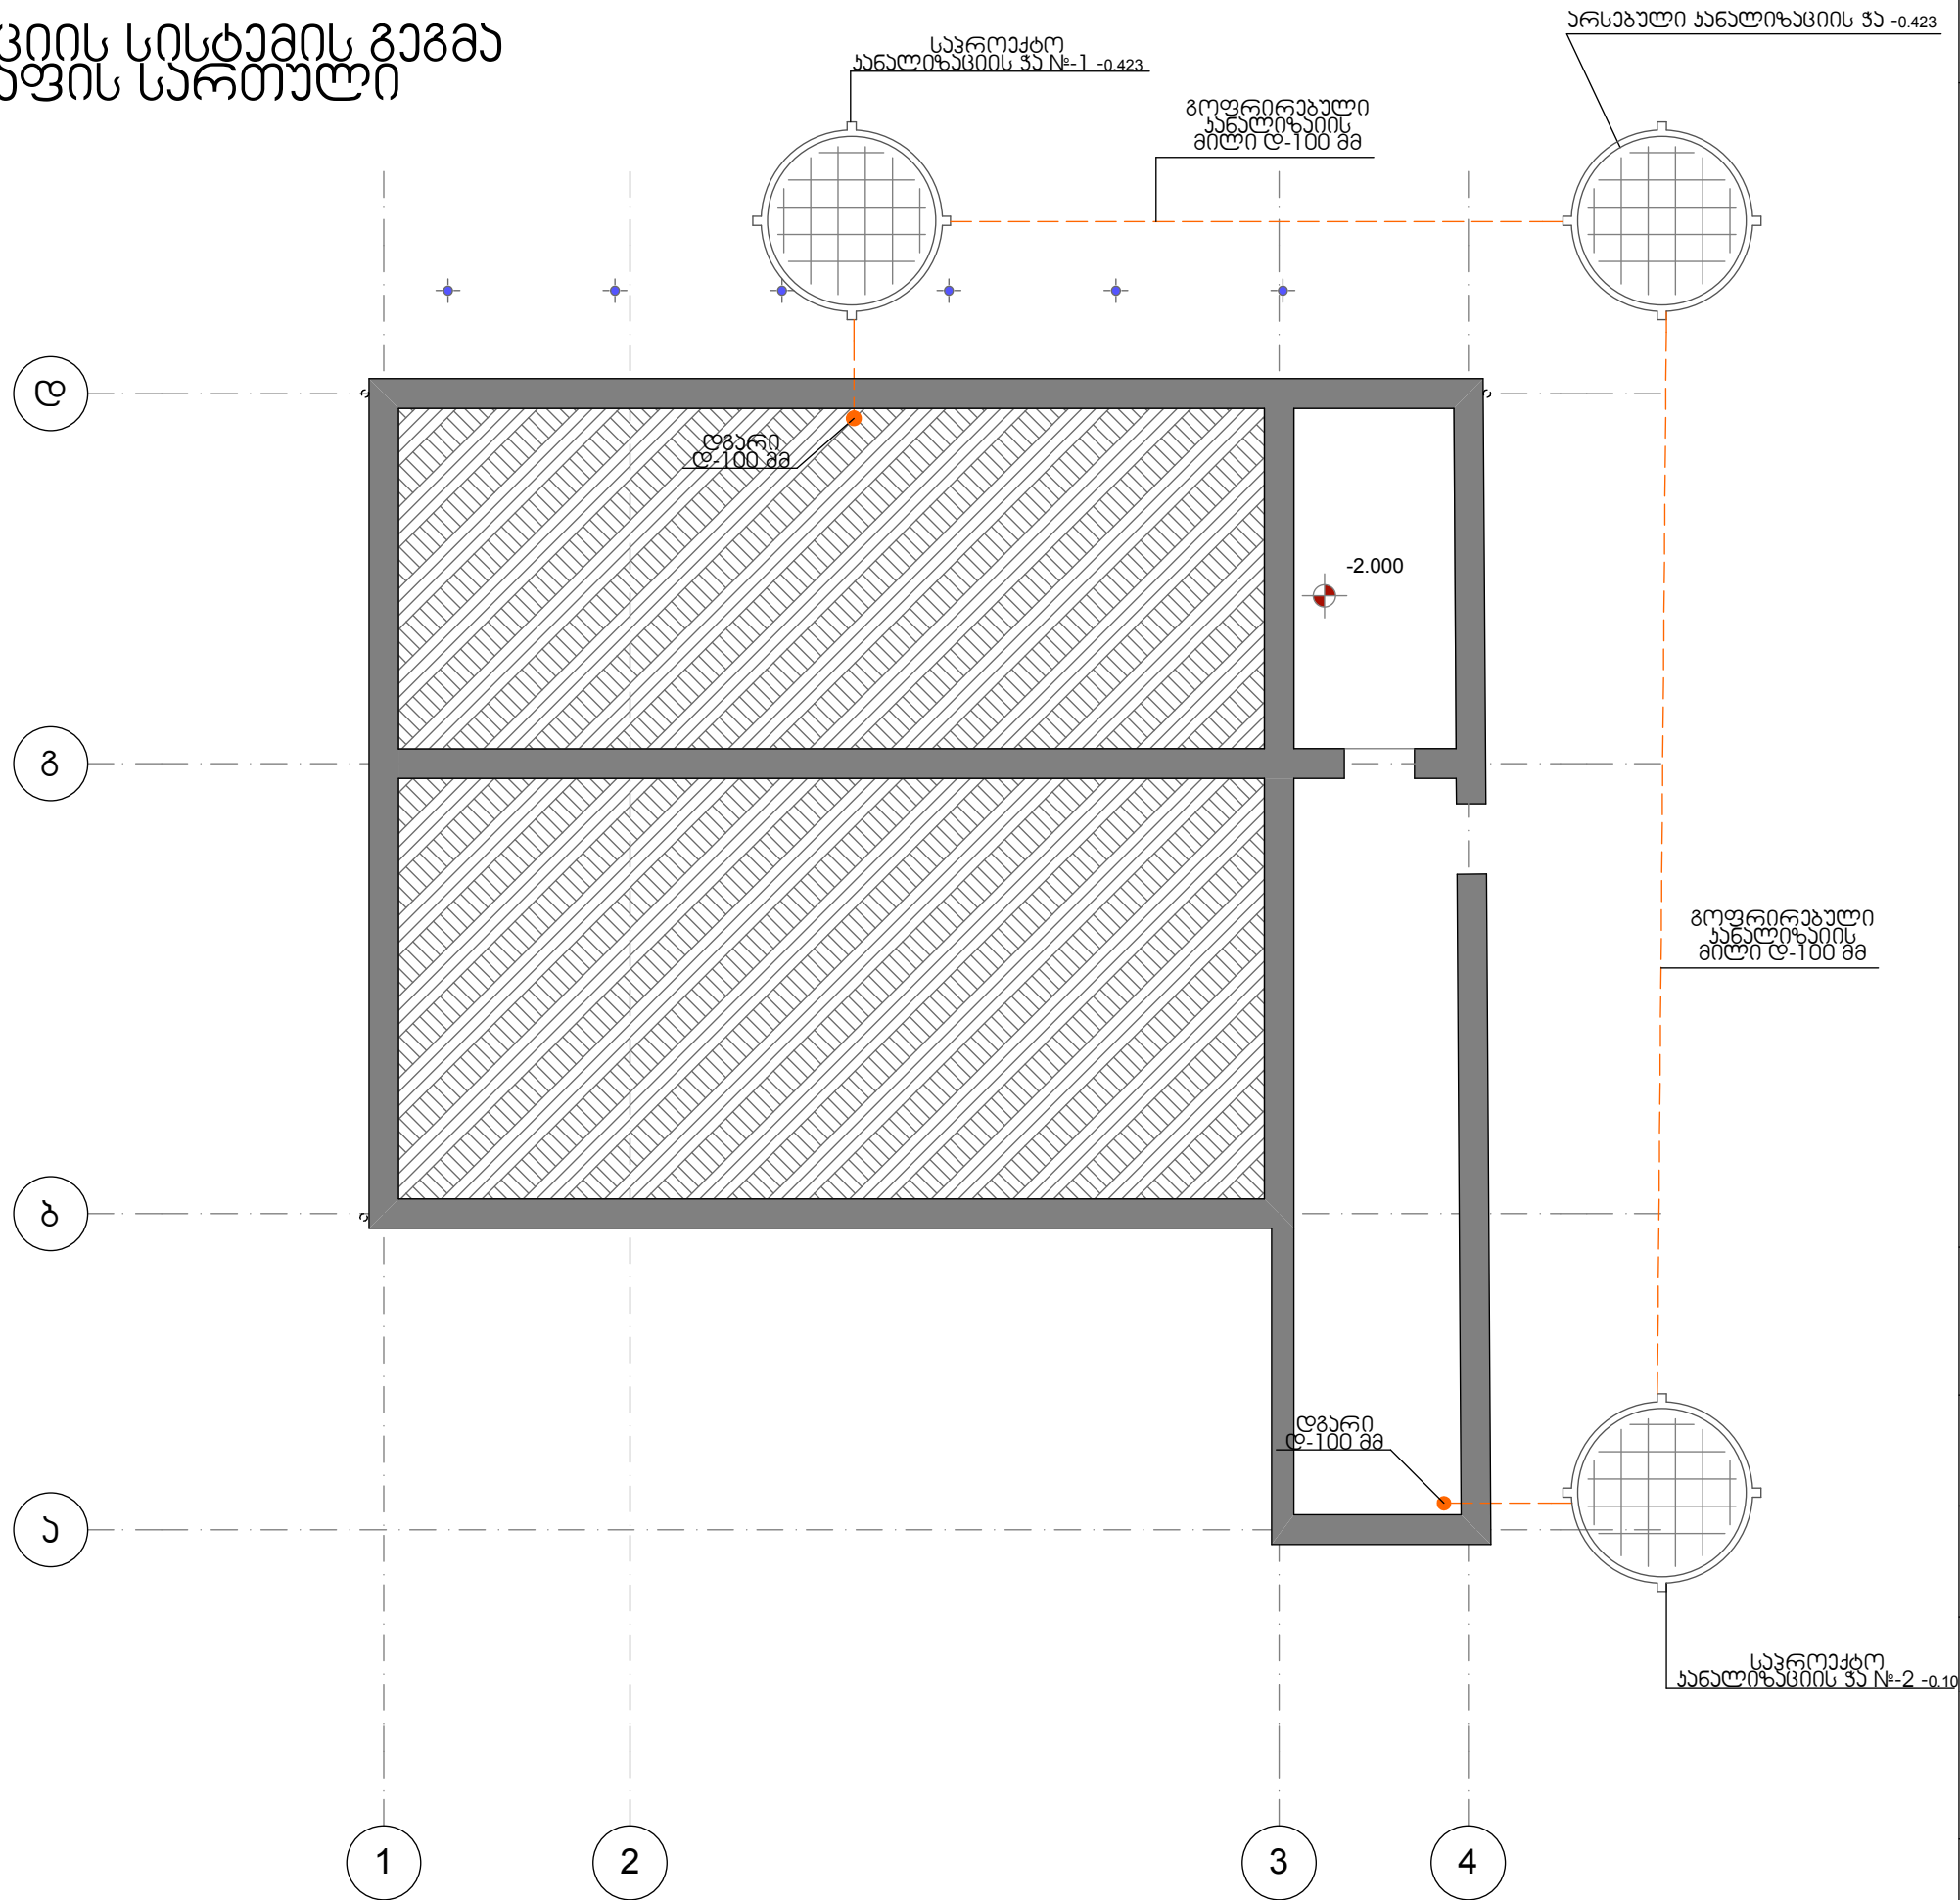 ციის სისტემის გეგმა
აფის სართული
საპროექტო
კანალიზაციის ჭა №-1 -0.423
არსებული კანალიზაციის ჭა -0.423
გოფრირებული
კანალიზაიის
მილი დ-100 მმ
დ
დგარი
დ-100 მმ
-2.000
გ
გოფრირებული
კანალიზაიის
მილი დ-100 მმ
ბ
დგარი
დ-100 მმ
ა
საპროექტო
კანალიზაციის ჭა №-2 -0.10
1
2
3
4